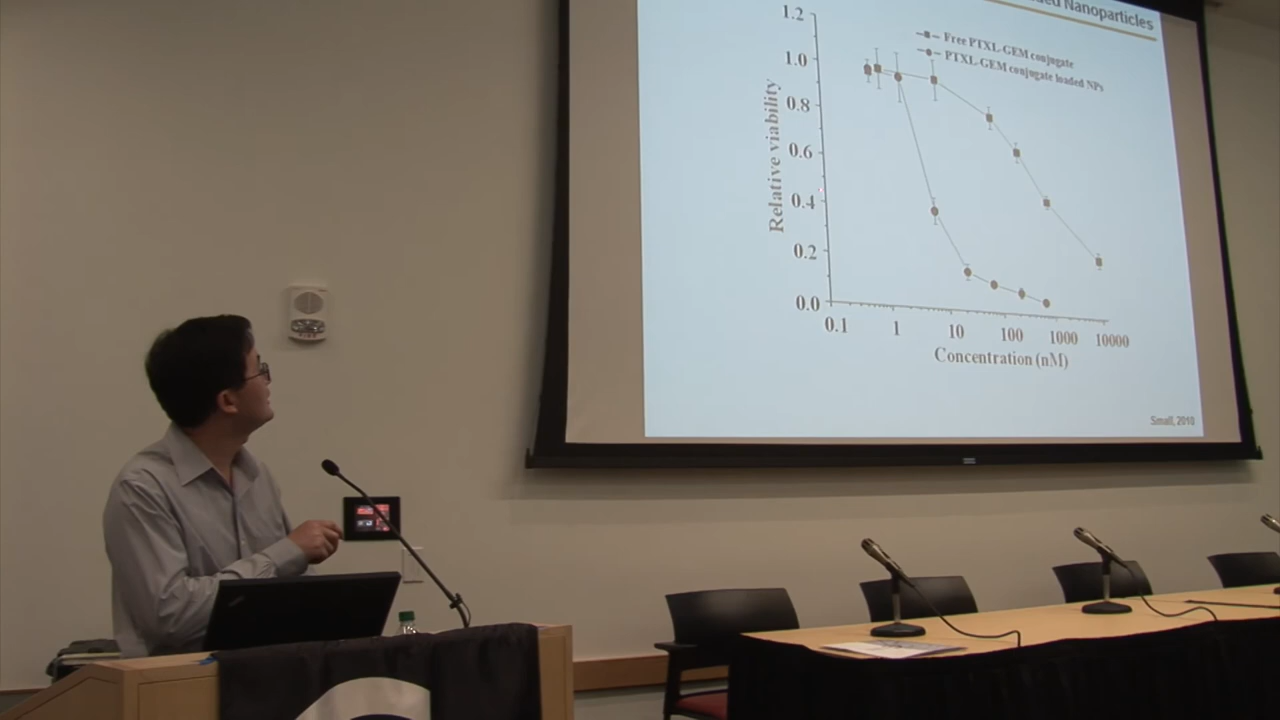 Nanoparticles
Free PTXL-GEM conjugate
PTXL-GEM conjugate loaded NPs
Relative viability
1.2
1.0
0.8
0.6
0.4
0.2
0.0
0.1 1 10 100 1000 10000
Concentration (nM)
Small, 2010